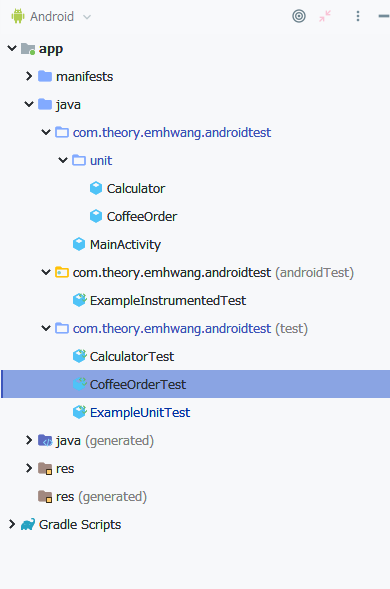 Android
app
manifests
java
com.theory.emhwang.androidtest
unit
Calculator
CoffeeOrder
MainActivity
com.theory.emhwang.androidtest (androidTest)
ExampleInstrumentedTest
com.theory.emhwang.androidtest (test)
CalculatorTest
CoffeeOrderTest
ExampleUnitTest
java (generated)
res
res (generated)
Gradle Scripts